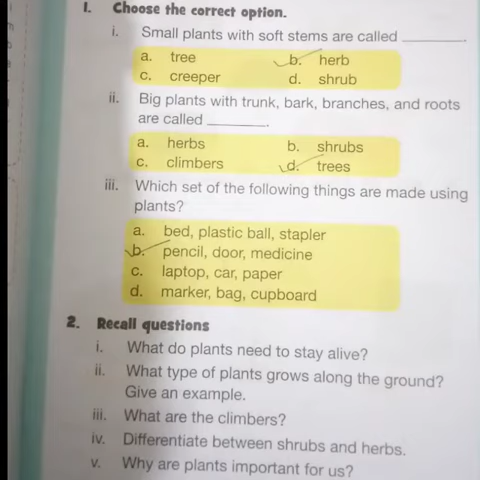 I. Choose the correct option.
i. Small plants with soft stems are called ________.
a. tree b. herb
c. creeper d. shrub
ii. Big plants with trunk, bark, branches, and roots
are called ________.
a. herbs b. shrubs
c. climbers d. trees
iii. Which set of the following things are made using
plants?
a. bed, plastic ball, stapler
b. pencil, door, medicine
c. laptop, car, paper
d. marker, bag, cupboard
2. Recall questions
i. What do plants need to stay alive?
ii. What type of plants grows along the ground?
Give an example.
iii. What are the climbers?
iv. Differentiate between shrubs and herbs.
v. Why are plants important for us?